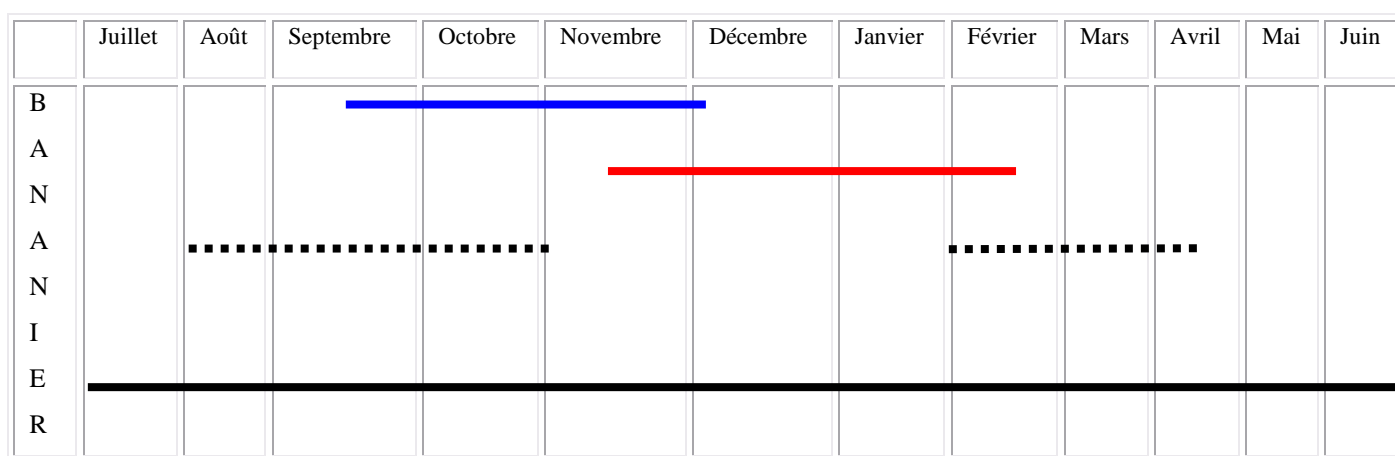 Juillet Août Septembre Octobre Novembre Décembre Janvier Février Mars Avril Mai Juin
B
A
N
A
N
I
E
R